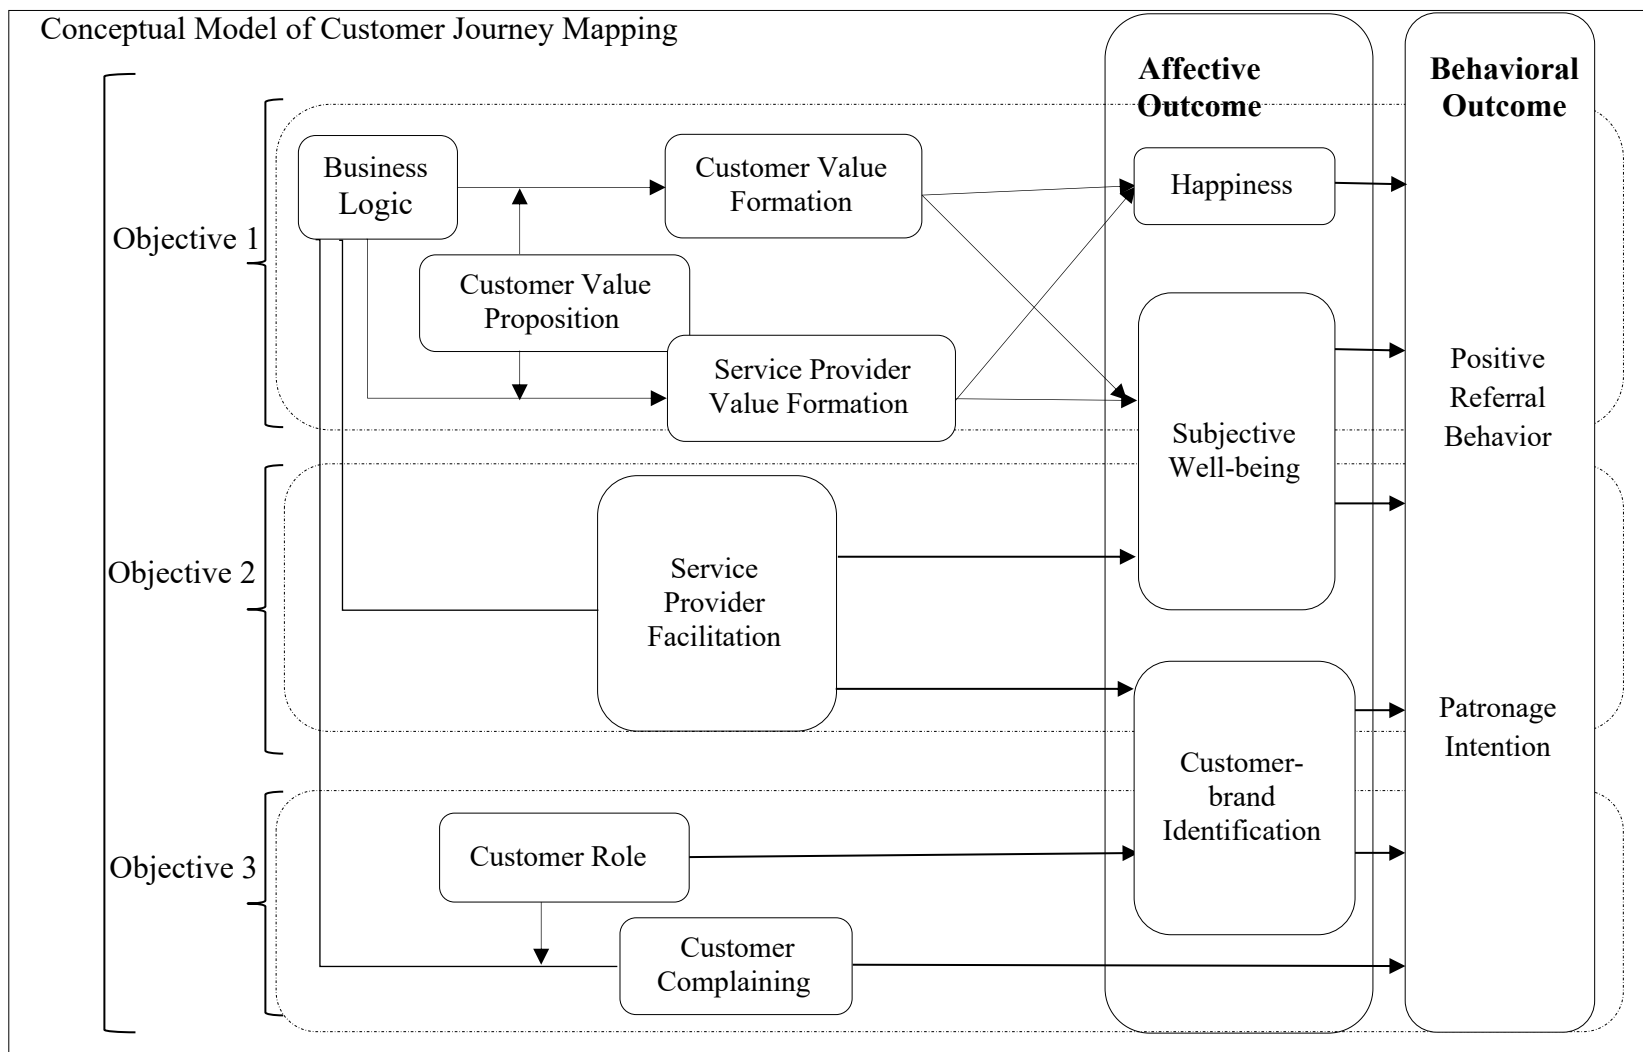 Conceptual Model of Customer Journey Mapping
Affective
Outcome
Behavioral
Outcome
Objective 1
Business
Logic
Customer Value
Formation
Happiness
Customer Value
Proposition
Service Provider
Value Formation
Subjective
Well-being
Positive
Referral
Behavior
Objective 2
Service
Provider
Facilitation
Customer-
brand
Identification
Patronage
Intention
Objective 3
Customer Role
Customer
Complaining